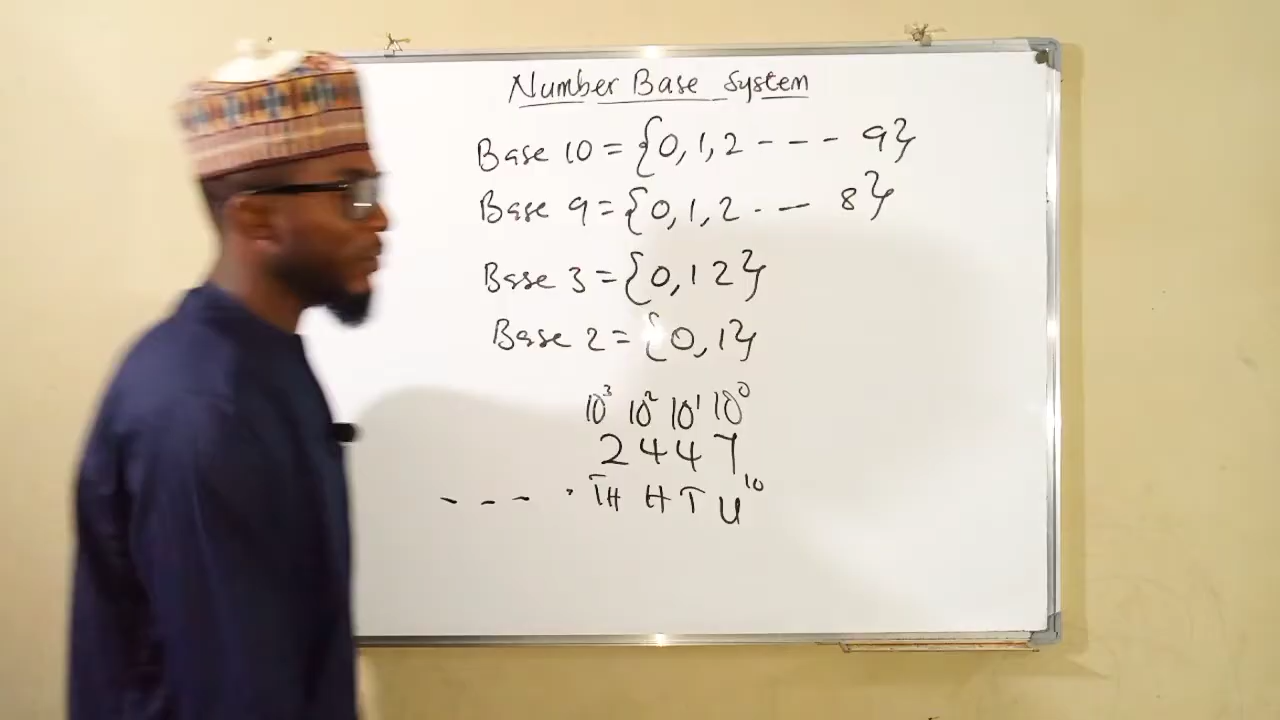 Number Base System
Base 10 = {0, 1, 2 - - - 9}
Base 9 = {0, 1, 2 . — 8}
Base 3 = {0, 1 2}
Base 2 = {0, 1}
10³ 10² 10¹ 10⁰
2 4 4 7
- - - . TH H T U 10